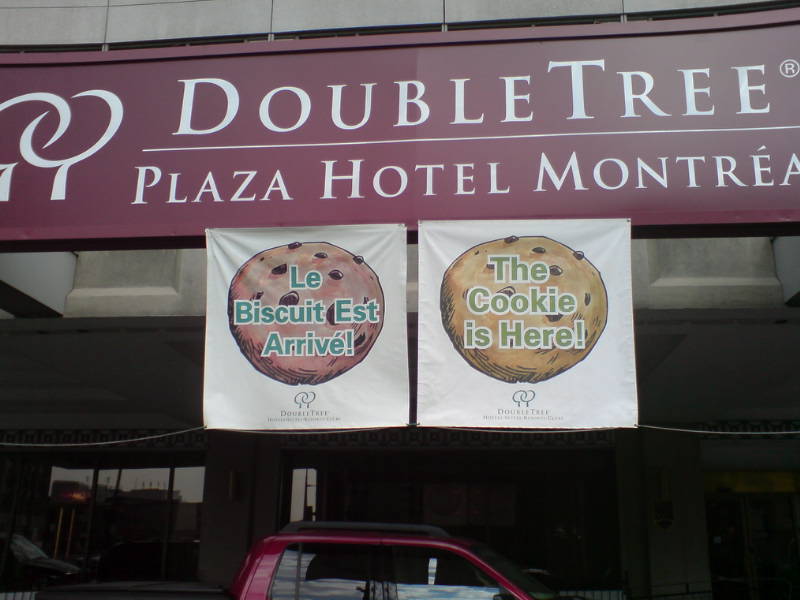 DOUBLETREE®
PLAZA HOTEL MONTRÉA
Le
Biscuit Est
Arrivé!
DOUBLETREE
The
Cookie
is Here!
DOUBLETREE